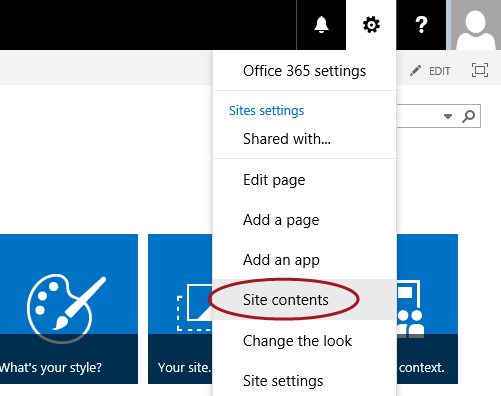 ?
Office 365 settings
EDIT
Sites settings
Shared with...
Edit page
Add a page
Add an app
Site contents
What's your style?
Your site.
context.
Change the look
Site settings